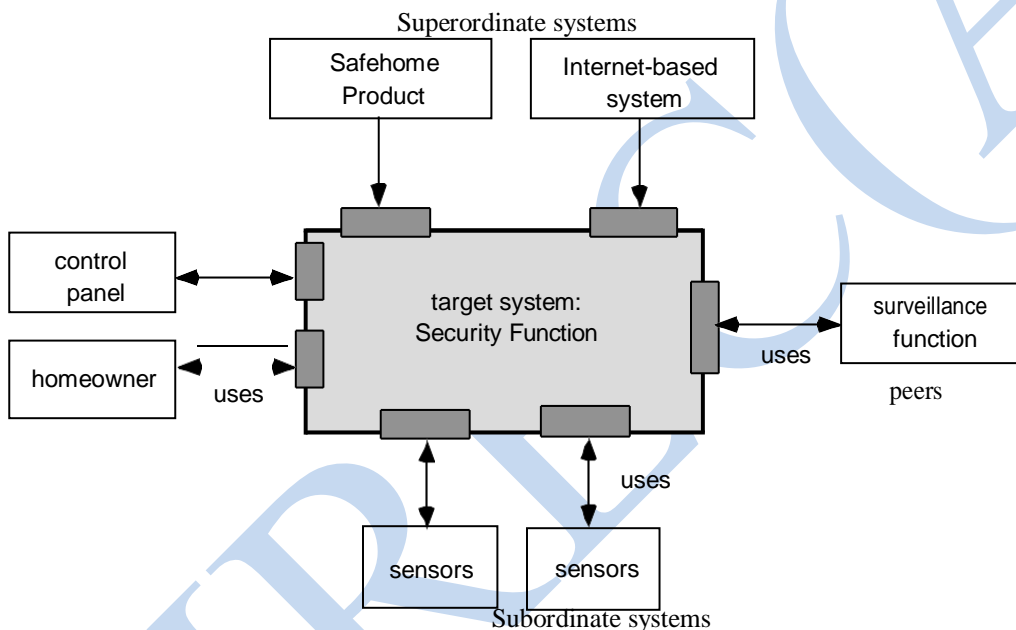 Superordinate systems
Safehome
Product
Internet-based
system
control
panel
target system:
Security Function
surveillance
function
uses
homeowner
uses
peers
uses
sensors
sensors
Subordinate systems